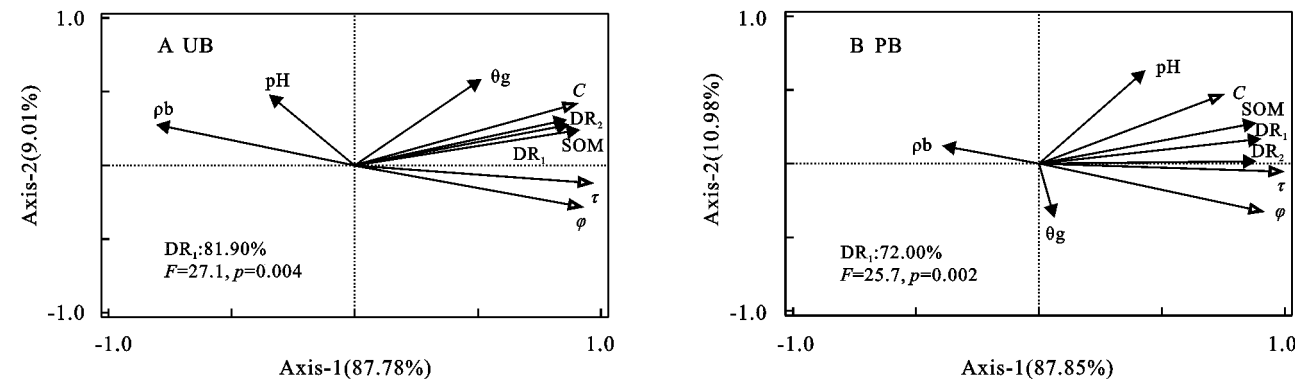 1.0
A UB
pH
θg
ρb
C
DR₂
SOM
DR₁
τ
φ
DR₁:81.90%
F=27.1, p=0.004
-1.0
-1.0
1.0
Axis-1(87.78%)
Axis-2(9.01%)
1.0
B PB
pH
C
SOM
DR₁
DR₂
ρb
τ
φ
θg
DR₁:72.00%
F=25.7, p=0.002
-1.0
-1.0
1.0
Axis-1(87.85%)
Axis-2(10.98%)